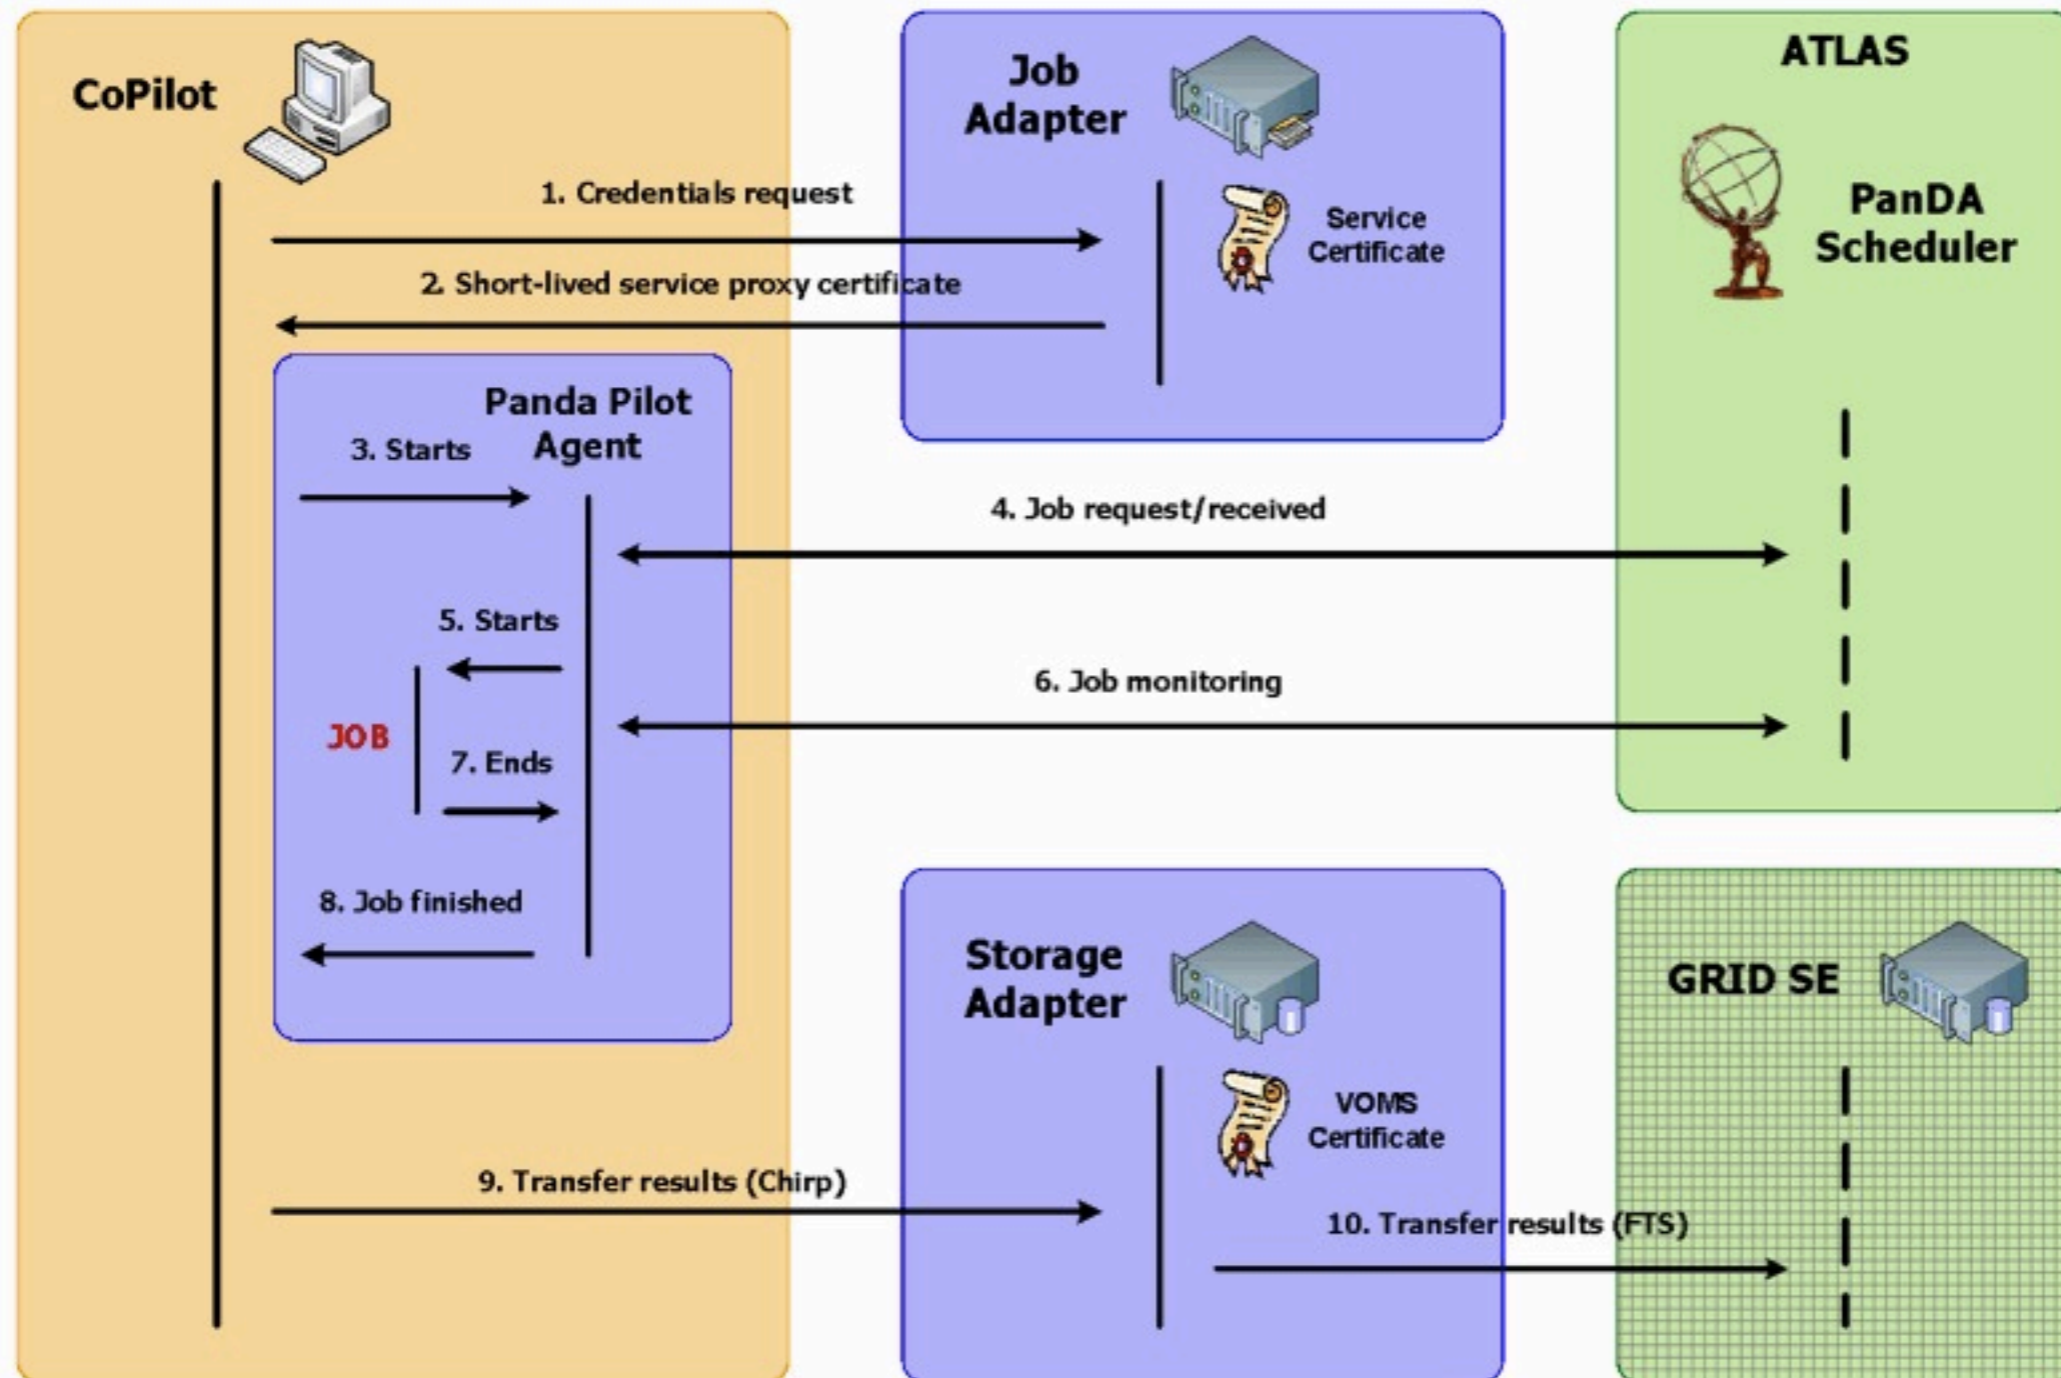 CoPilot
Job
Adapter
ATLAS
PanDA
Scheduler
1. Credentials request
Service
Certificate
2. Short-lived service proxy certificate
Panda Pilot
Agent
3. Starts
4. Job request/received
5. Starts
6. Job monitoring
JOB
7. Ends
8. Job finished
Storage
Adapter
GRID SE
VOMS
Certificate
9. Transfer results (Chirp)
10. Transfer results (FTS)